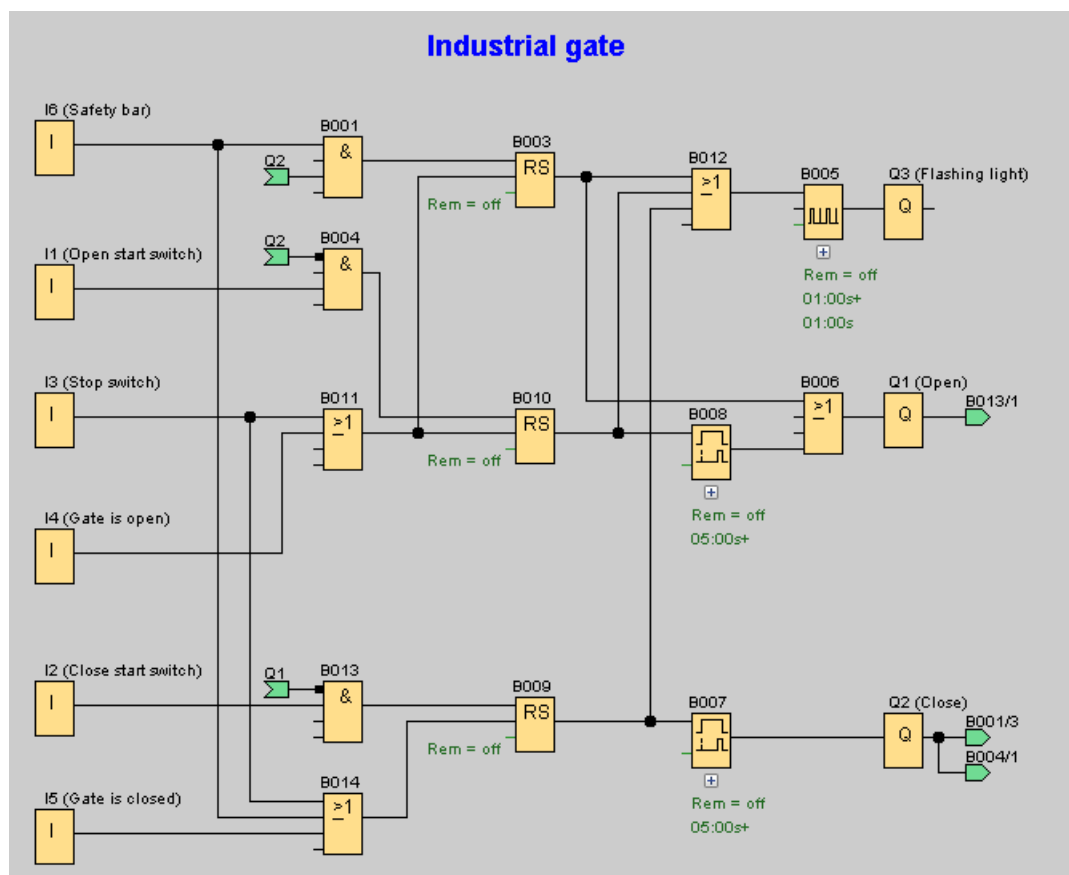 Industrial gate
I6 (Safety bar)
I
B001
&
Q2
B003
RS
Rem = off
B012
>1
B005
Q3 (Flashing light)
Q
Rem = off
01:00s+
01:00s
I1 (Open start switch)
I
Q2
B004
&
I3 (Stop switch)
I
B011
>1
B010
RS
Rem = off
B008
Rem = off
05:00s+
B006
>1
Q1 (Open)
Q
B013/1
I4 (Gate is open)
I
I2 (Close start switch)
I
Q1
B013
&
B009
RS
Rem = off
B007
Rem = off
05:00s+
Q2 (Close)
Q
B001/3
B004/1
I5 (Gate is closed)
I
B014
>1